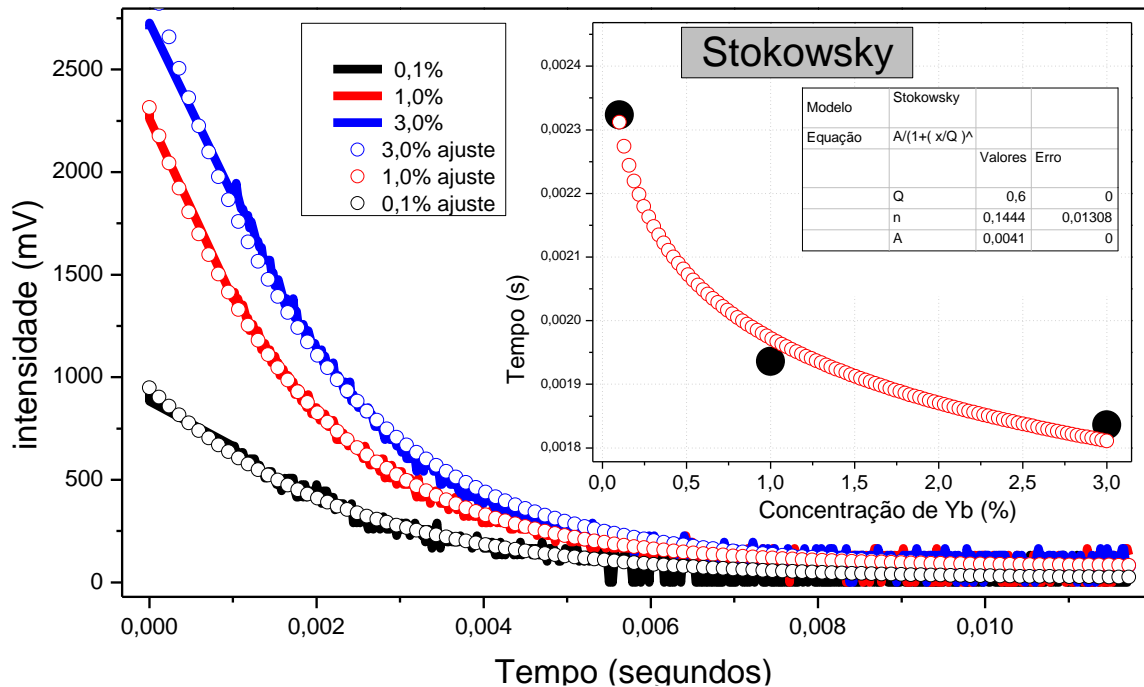 intensidade (mV)
2500
2000
1500
1000
500
0
0,000
0,002
0,004
0,006
0,008
0,010
Tempo (segundos)
0,1%
1,0%
3,0%
3,0% ajuste
1,0% ajuste
0,1% ajuste
Stokowsky
Tempo (s)
0,0024
0,0023
0,0022
0,0021
0,0020
0,0019
0,0018
0,0
0,5
1,0
1,5
2,0
2,5
3,0
Concentração de Yb (%)
Modelo Stokowsky
Equação A/(1+( x/Q )^
Valores Erro
Q 0,6 0
n 0,1444 0,01308
A 0,0041 0